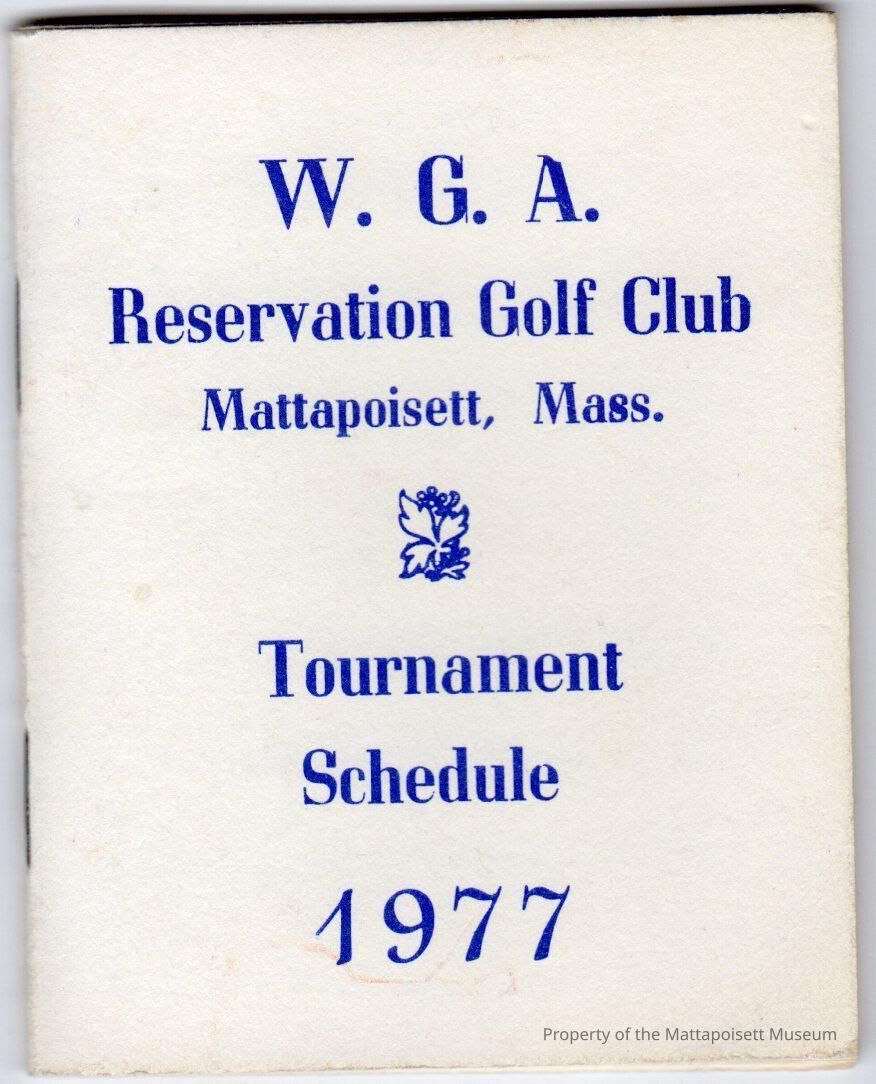 W. G. A.
Reservation Golf Club
Mattapoisett, Mass.
Tournament
Schedule
1977
Property of the Mattapoisett Museum